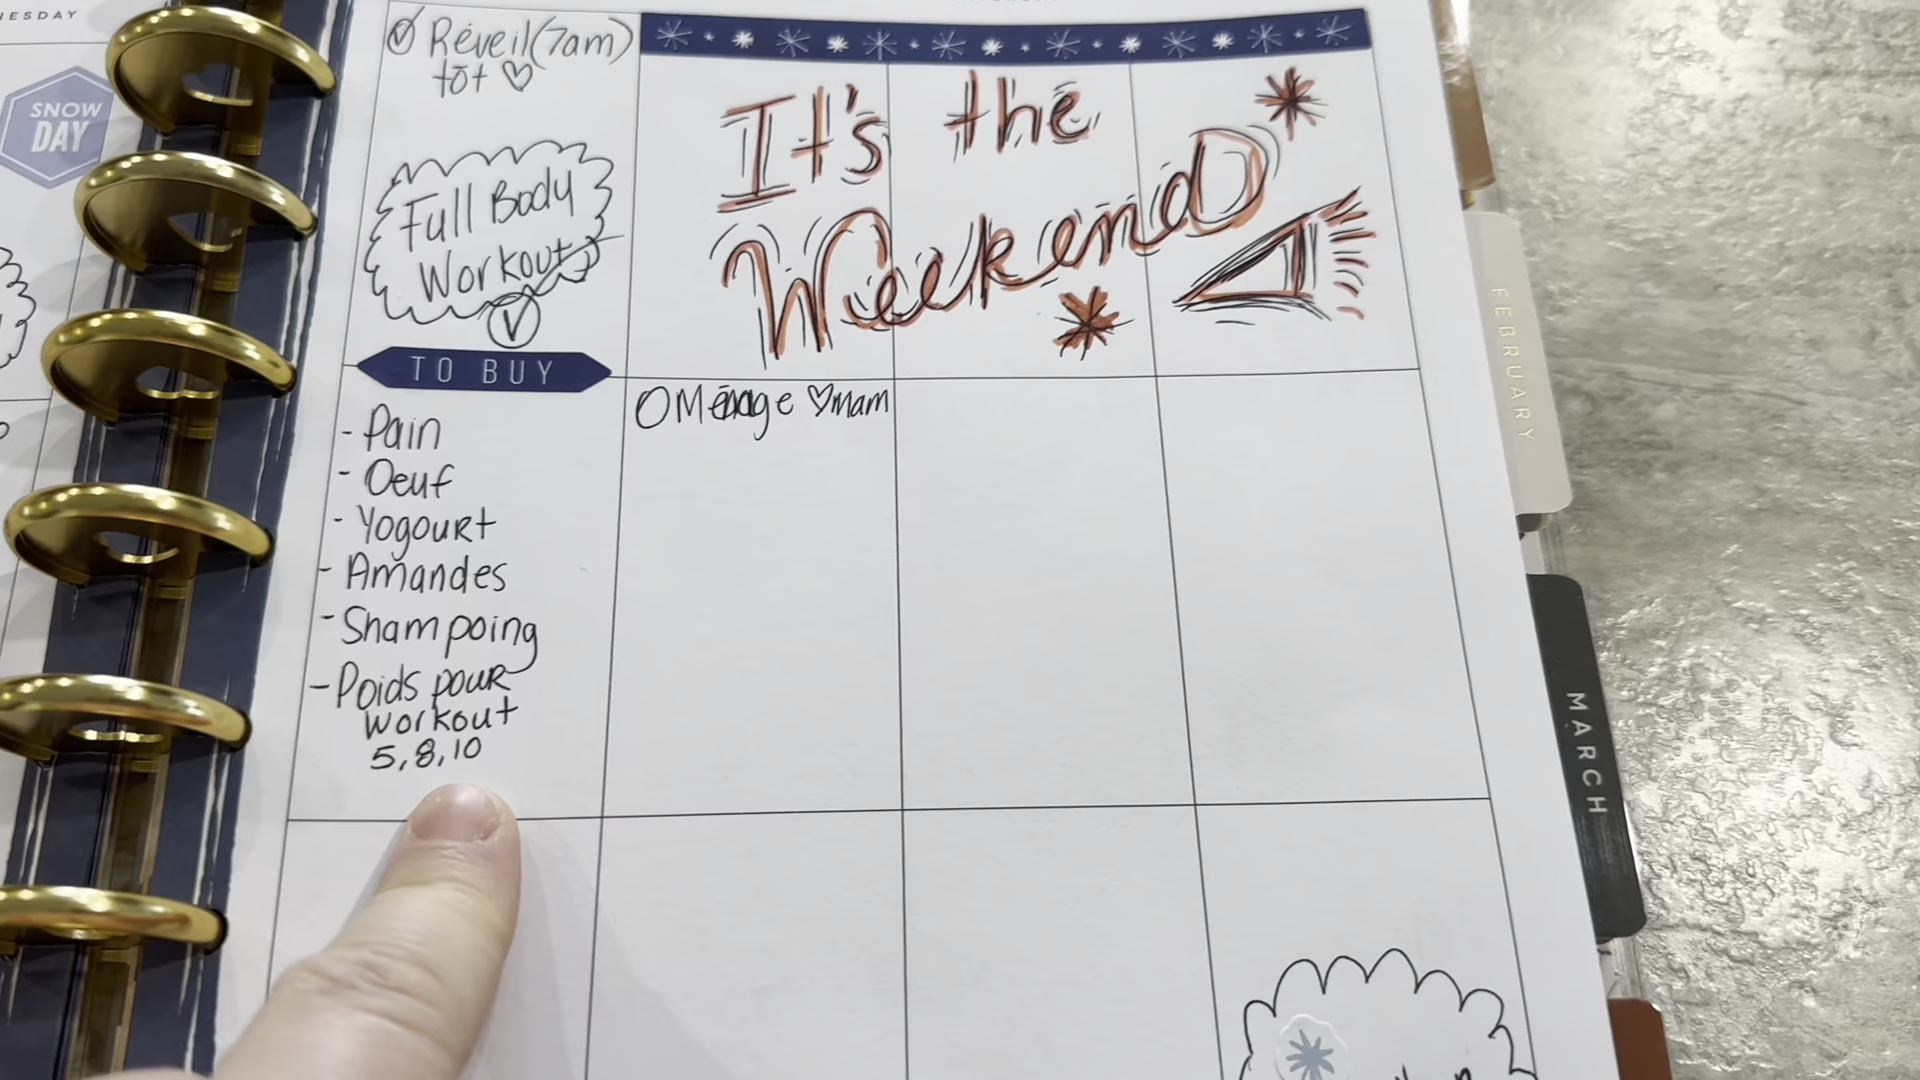 SNOW
DAY
Réveil (7am)
tôt ♡
Full Body
Workout
TO BUY
- Pain
- Oeuf
- Yogourt
- Amandes
- Shampoing
- Poids pour
workout
5, 8, 10
It's the
Weekend
Ménage ♡mam
FEBRUARY
MARCH